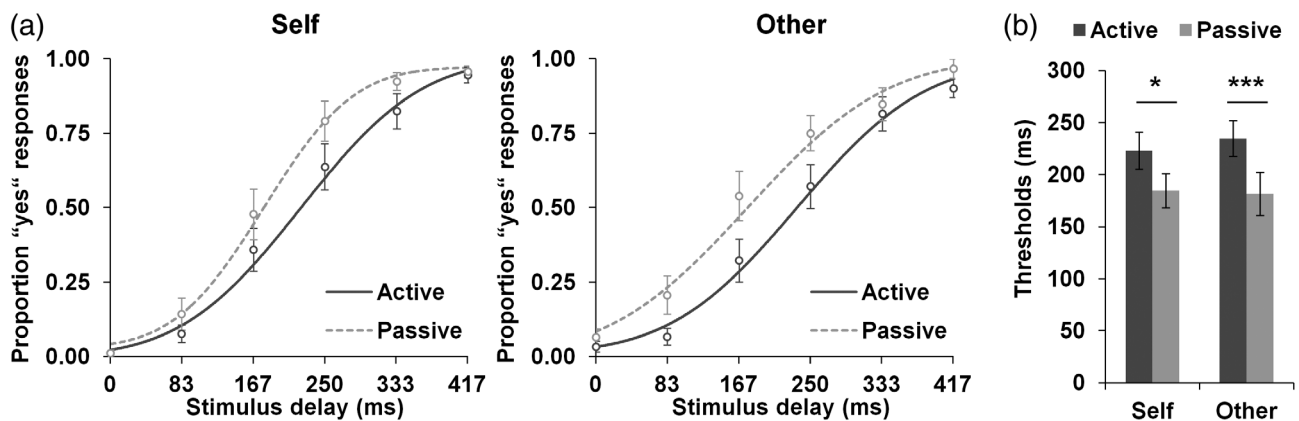 (a)
Self
Proportion “yes“ responses
1.00
0.75
0.50
0.25
0.00
Active
Passive
0 83 167 250 333 417
Stimulus delay (ms)
Other
Proportion “yes“ responses
1.00
0.75
0.50
0.25
0.00
Active
Passive
0 83 167 250 333 417
Stimulus delay (ms)
(b)
Active Passive
Thresholds (ms)
300
250
200
150
100
50
0
* ***
Self Other